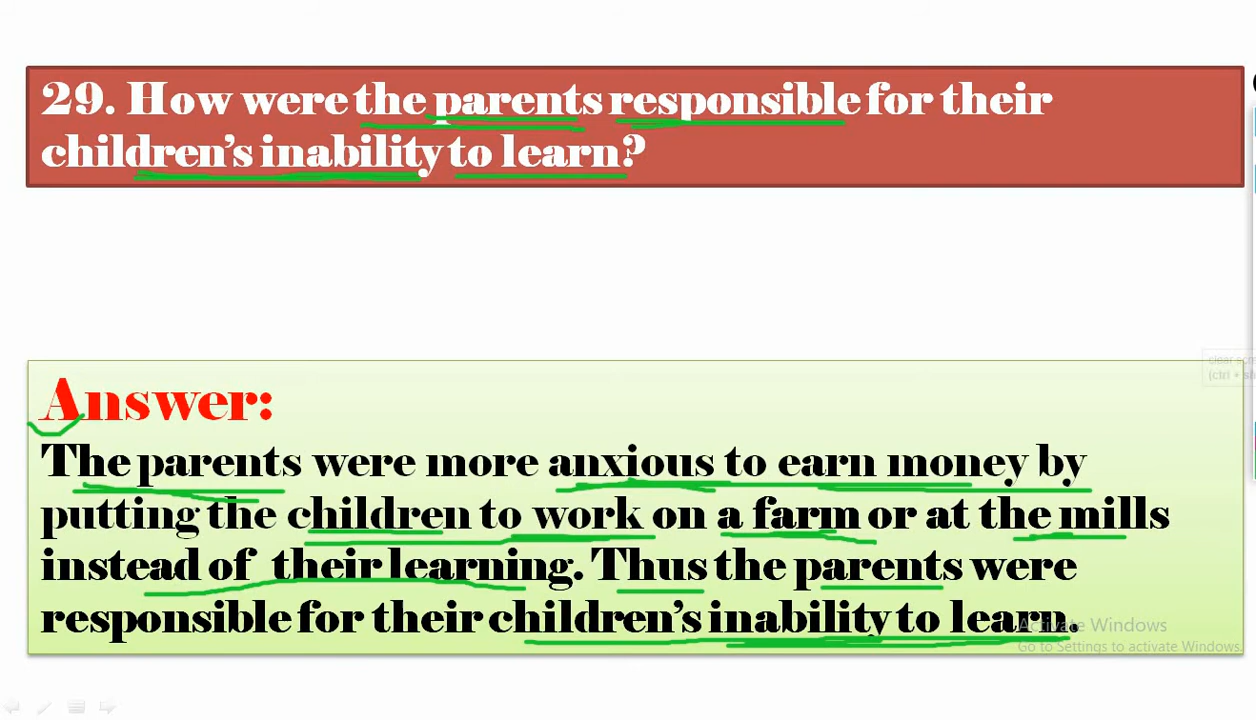 29. How were the parents responsible for their
children's inability to learn?
Answer:
The parents were more anxious to earn money by
putting the children to work on a farm or at the mills
instead of their learning. Thus the parents were
responsible for their children's inability to learn.
Activate Windows
Go to Settings to activate Windows.